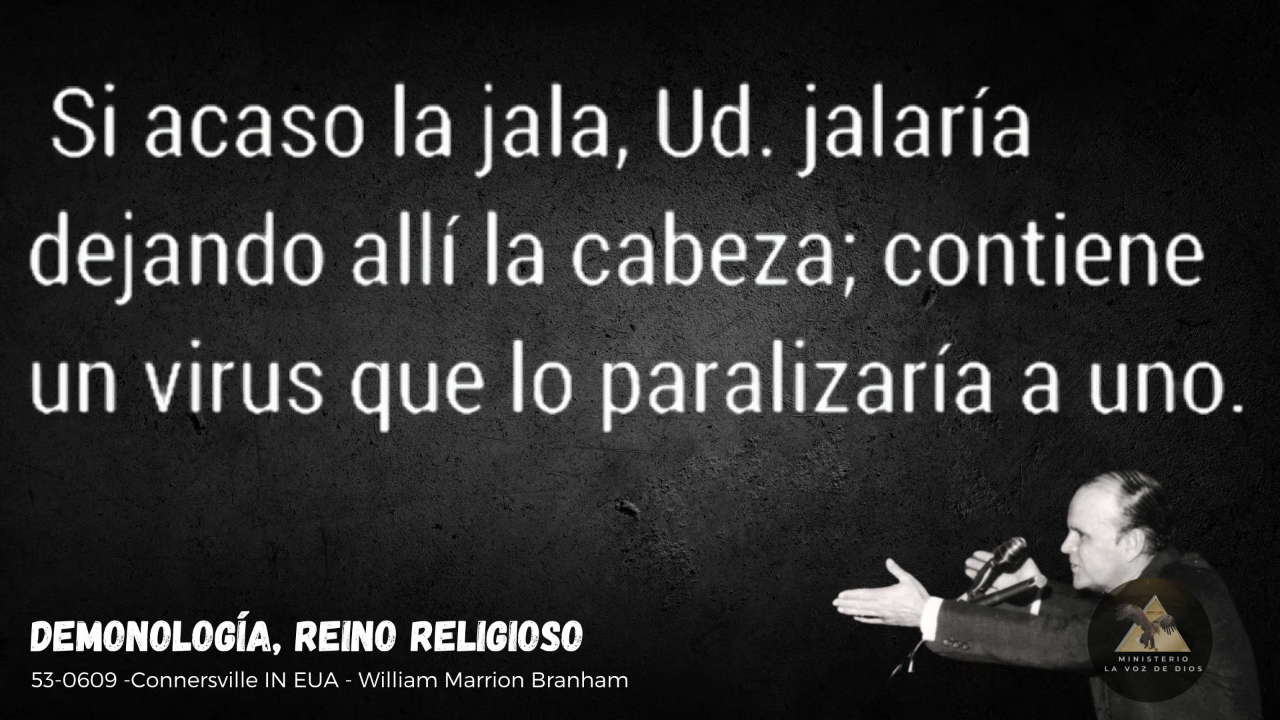 Si acaso la jala, Ud. jalaría
dejando allí la cabeza; contiene
un virus que lo paralizaría a uno.
DEMONOLOGÍA, REINO RELIGIOSO
53-0609 -Connersville IN EUA - William Marrion Branham
MINISTERIO
LA VOZ DE DIOS